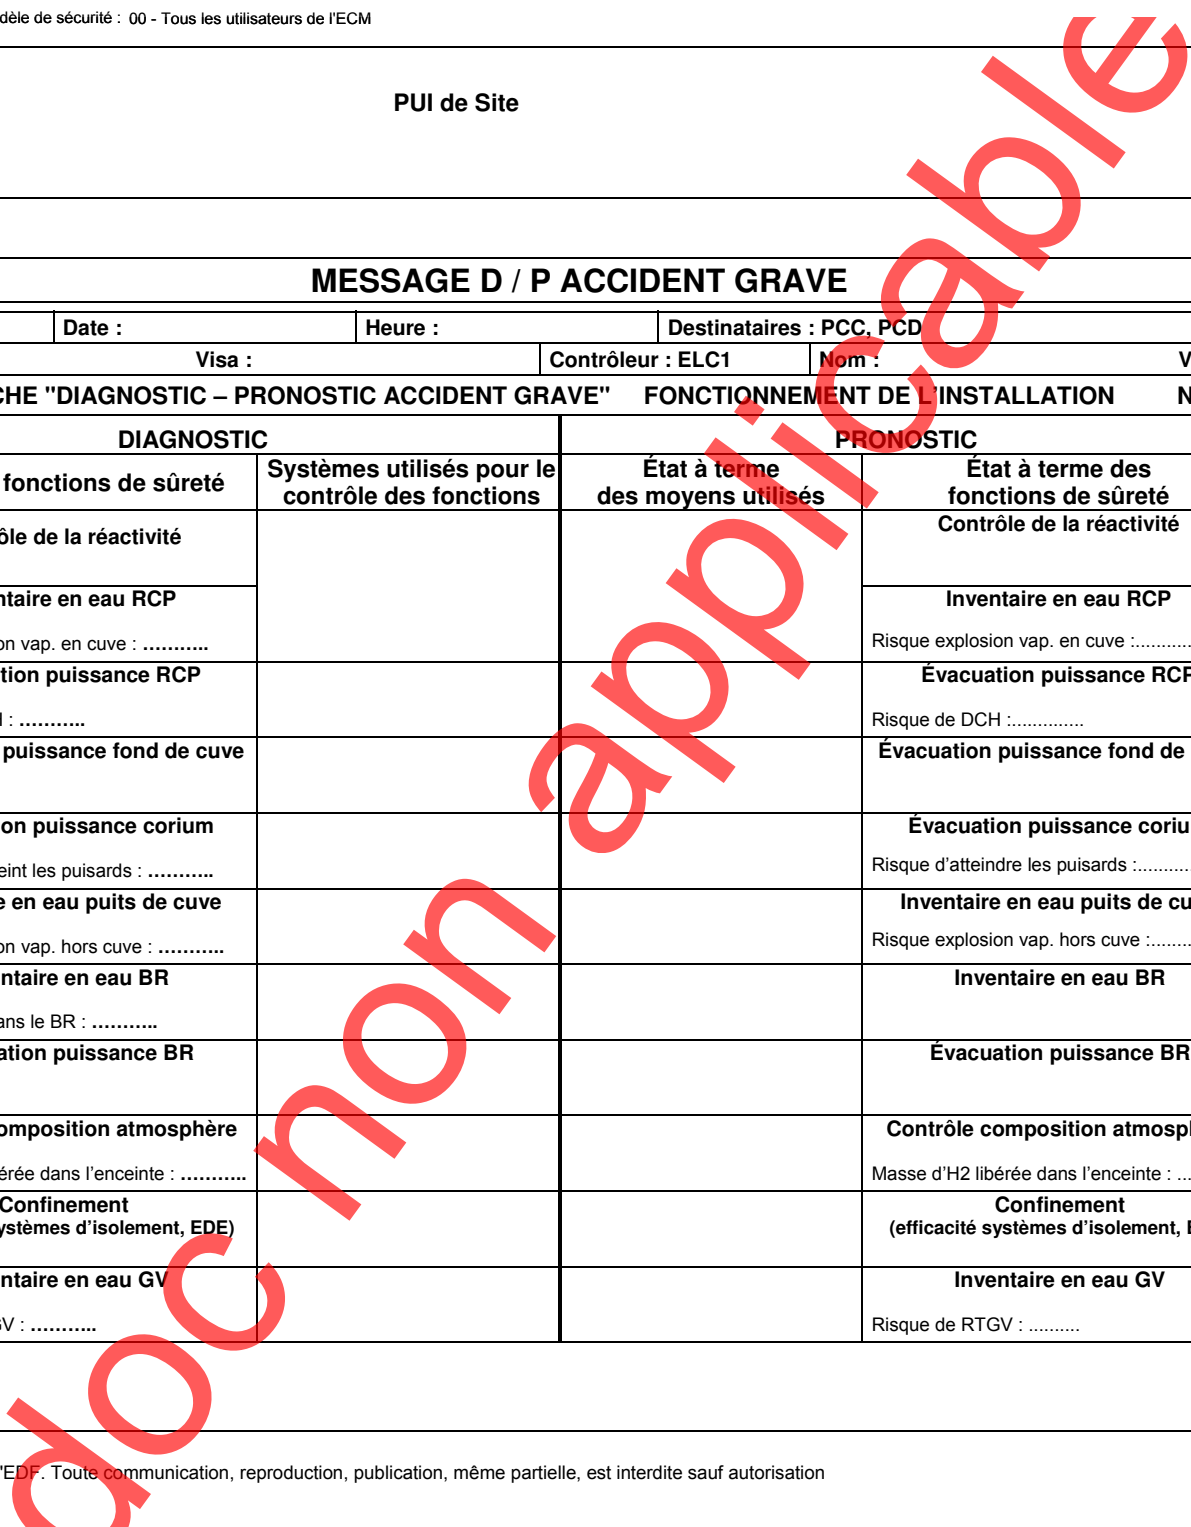 dèle de sécurité : 00 - Tous les utilisateurs de l'ECM
PUI de Site
MESSAGE D / P ACCIDENT GRAVE
Date : Heure : Destinataires : PCC, PCD
Visa : Contrôleur : ELC1 Nom : V
CHE "DIAGNOSTIC – PRONOSTIC ACCIDENT GRAVE" FONCTIONNEMENT DE L'INSTALLATION N
DIAGNOSTIC PRONOSTIC
fonctions de sûreté Systèmes utilisés pour le contrôle des fonctions État à terme des moyens utilisés État à terme des fonctions de sûreté
ôle de la réactivité Contrôle de la réactivité
ntaire en eau RCP Inventaire en eau RCP
on vap. en cuve : ……….. Risque explosion vap. en cuve :...........
tion puissance RCP Évacuation puissance RCP
: ……….. Risque de DCH :..............
puissance fond de cuve Évacuation puissance fond de
on puissance corium Évacuation puissance coriu
eint les puisards : ……….. Risque d'atteindre les puisards :...........
e en eau puits de cuve Inventaire en eau puits de cu
on vap. hors cuve : ……….. Risque explosion vap. hors cuve :........
ntaire en eau BR Inventaire en eau BR
ans le BR : ………..
ation puissance BR Évacuation puissance BR
omposition atmosphère Contrôle composition atmosph
érée dans l'enceinte : ……….. Masse d'H2 libérée dans l'enceinte : ...
Confinement Confinement
ystèmes d'isolement, EDE) (efficacité systèmes d'isolement, E
ntaire en eau GV Inventaire en eau GV
GV : ……….. Risque de RTGV : ..........
'EDF. Toute communication, reproduction, publication, même partielle, est interdite sauf autorisation
doc non applicable